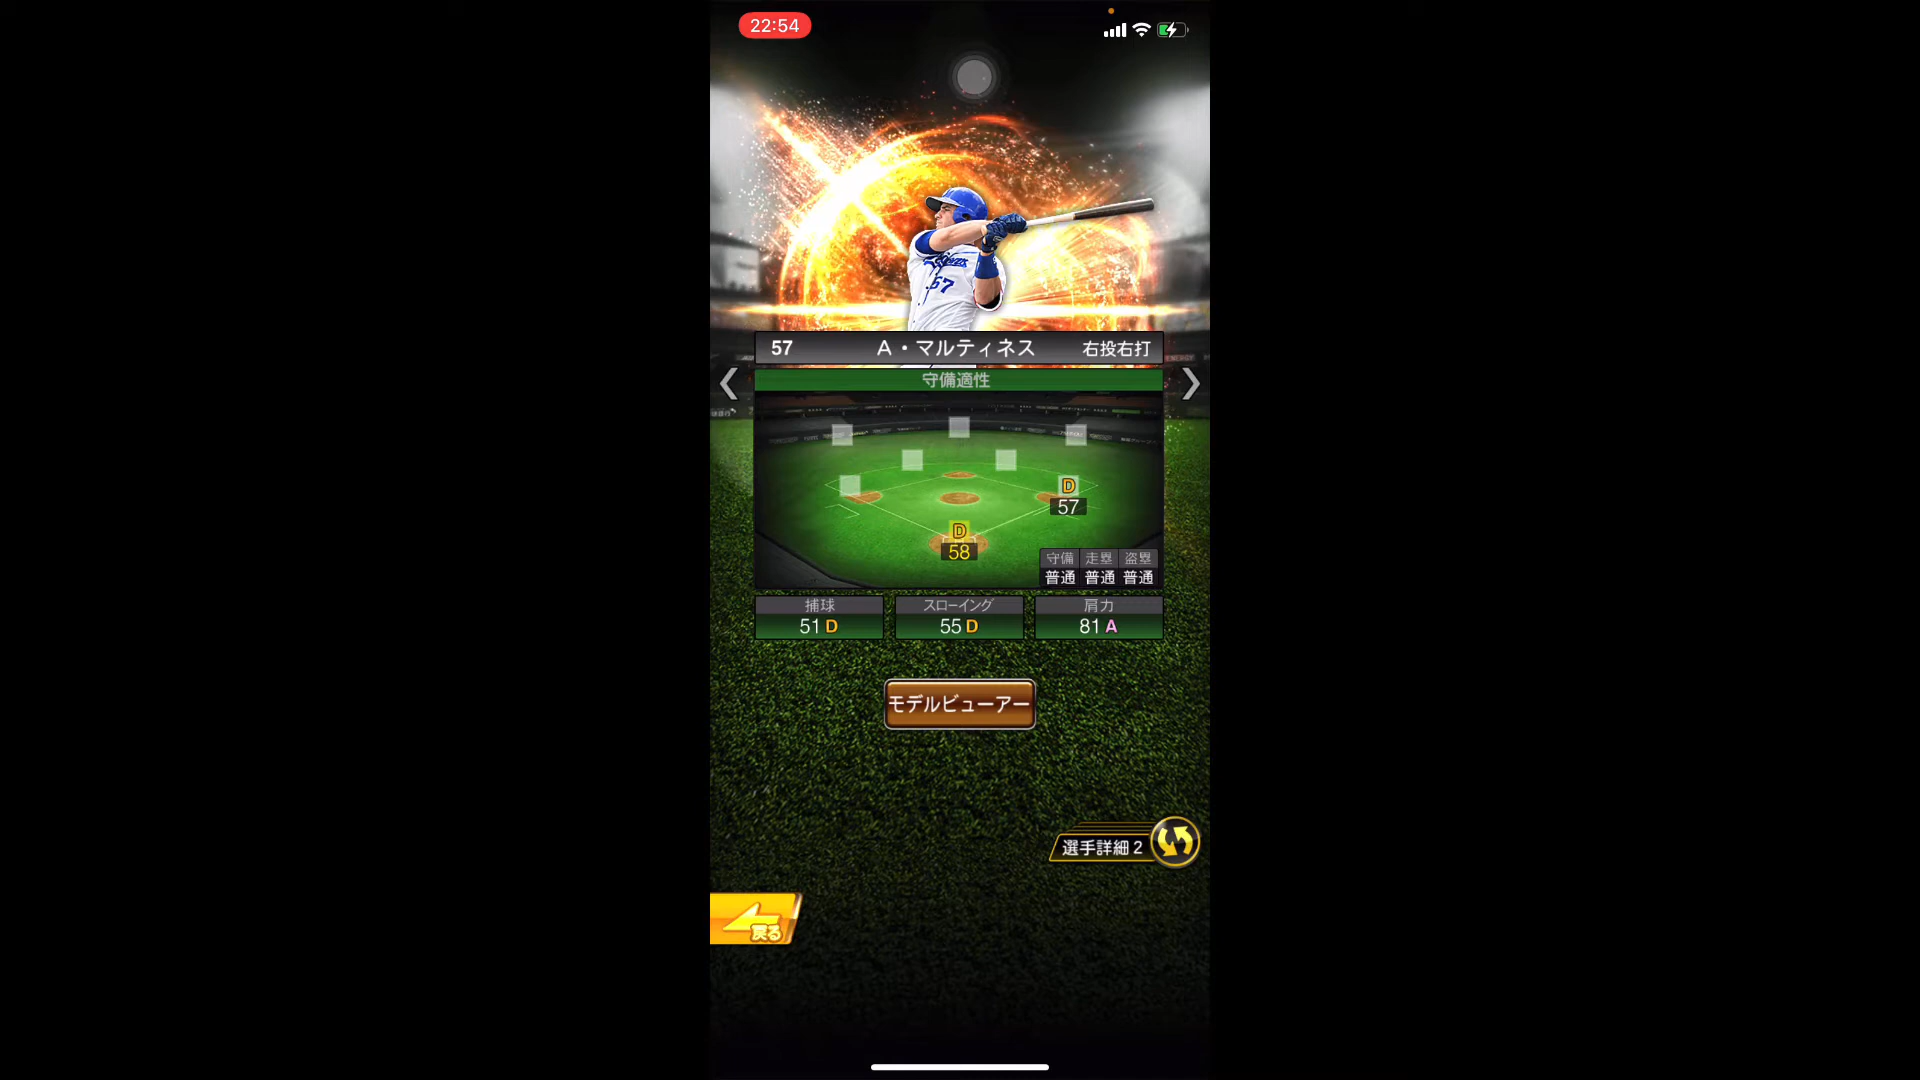 22:54
57
57 A・マルティネス 右投右打
守備適性
D
57
D
58
守備 走塁 盗塁
普通 普通 普通
捕球 スローイング 肩力
51 D 55 D 81 A
モデルビューアー
選手詳細2
戻る